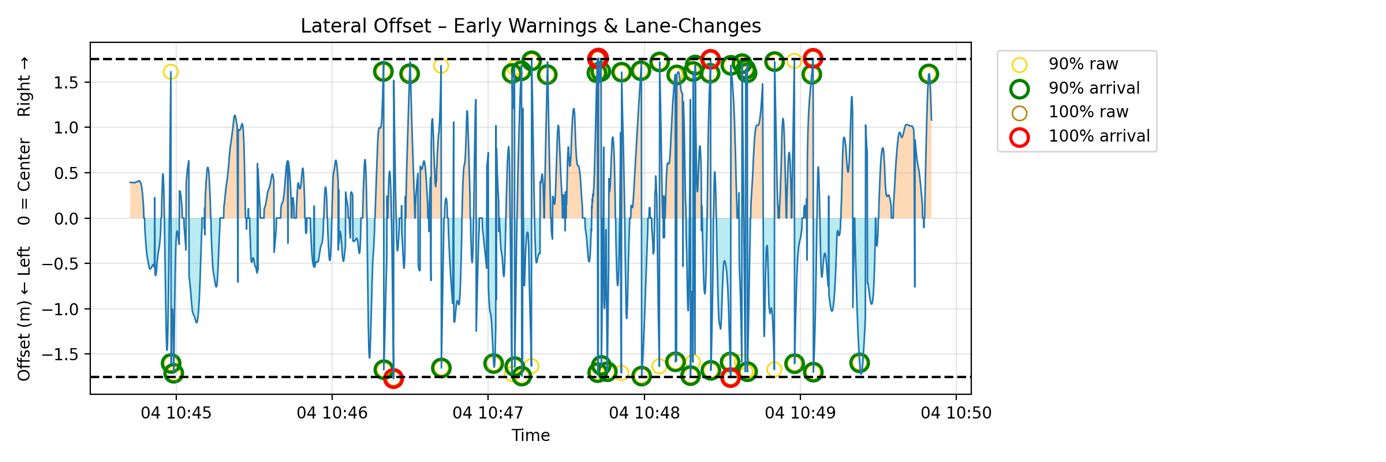 Lateral Offset – Early Warnings & Lane-Changes
Offset (m) ← Left    0 = Center    Right →
1.5
1.0
0.5
0.0
−0.5
−1.0
−1.5
04 10:45
04 10:46
04 10:47
04 10:48
04 10:49
04 10:50
Time
90% raw
90% arrival
100% raw
100% arrival